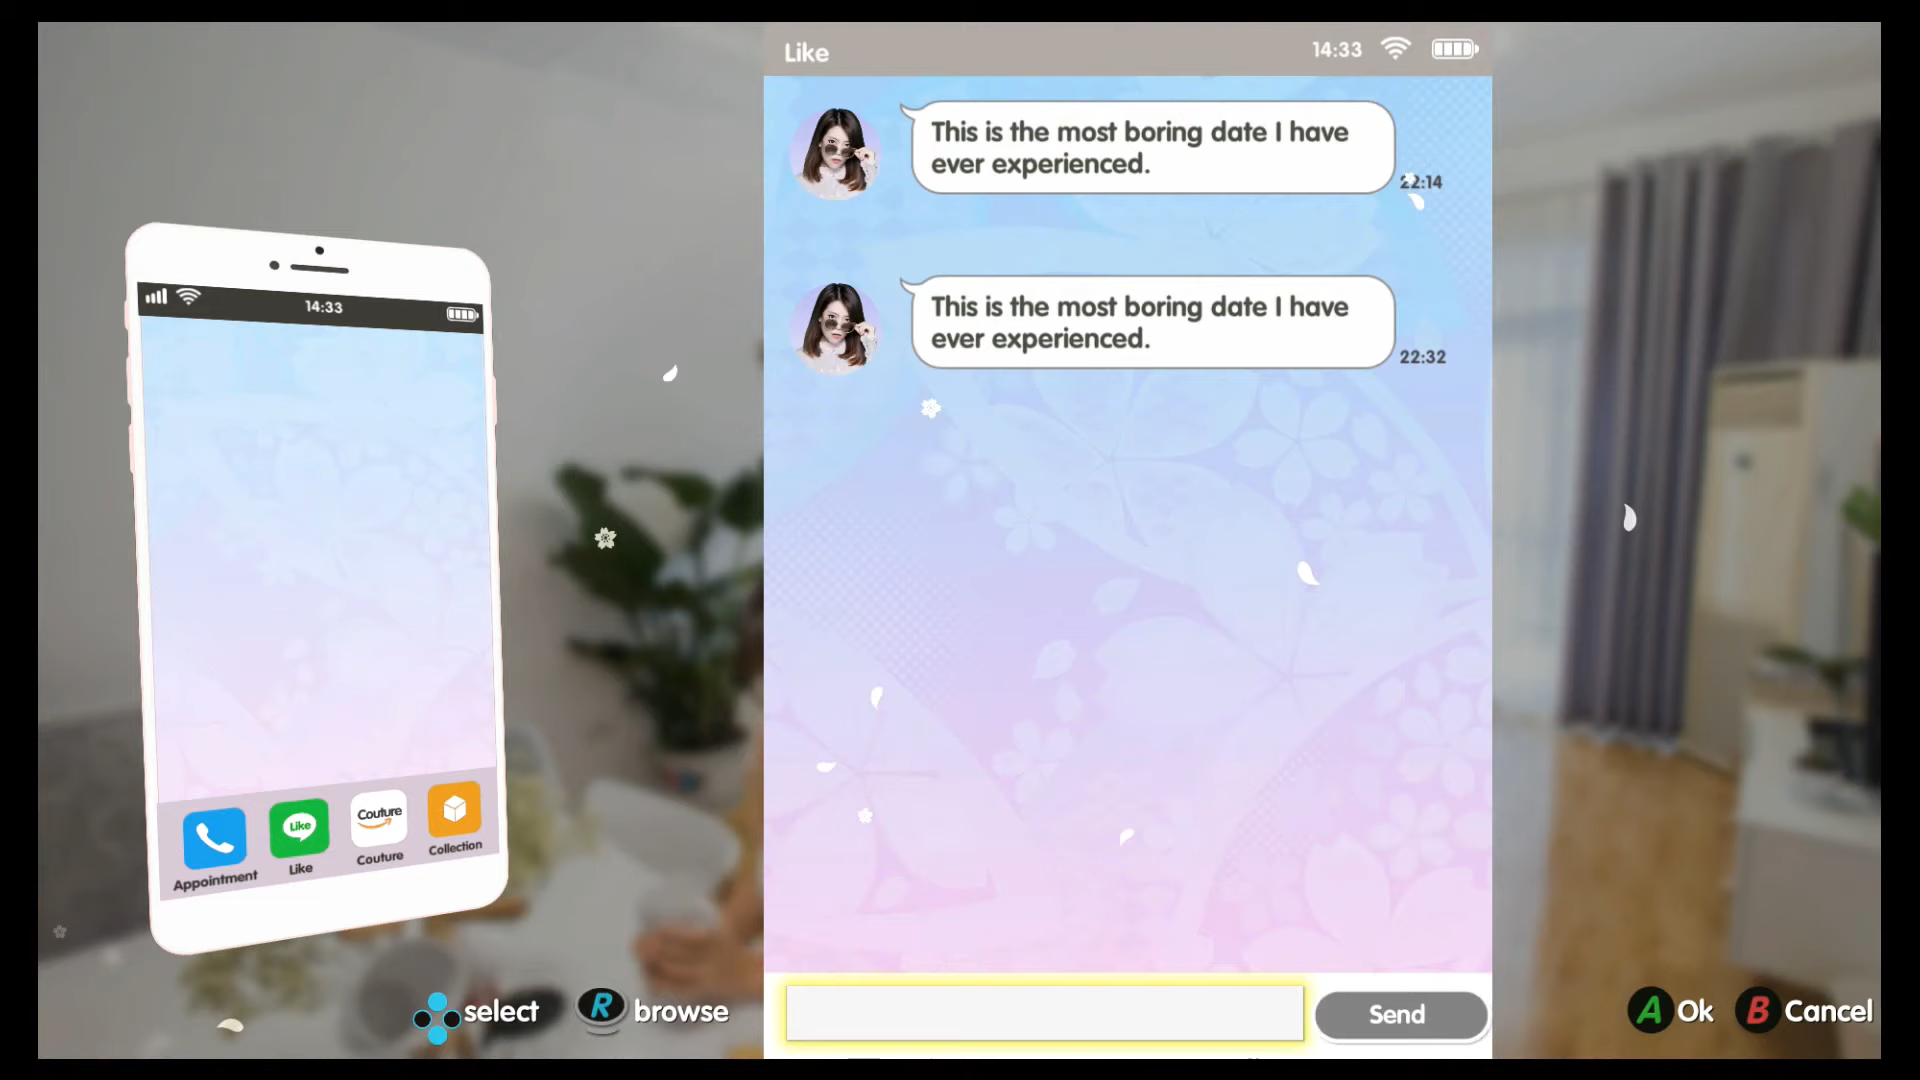 Like
14:33
This is the most boring date I have
ever experienced.
22:14
This is the most boring date I have
ever experienced.
22:32
14:33
Like
Couture
Appointment
Like
Couture
Collection
select
R browse
Send
A Ok
B Cancel